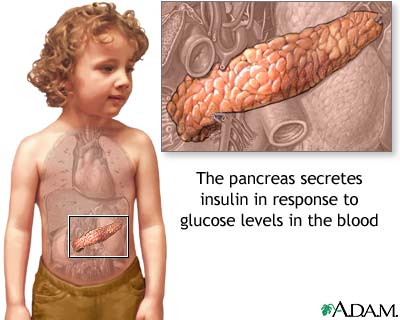 The pancreas secretes
insulin in response to
glucose levels in the blood
A.D.A.M.